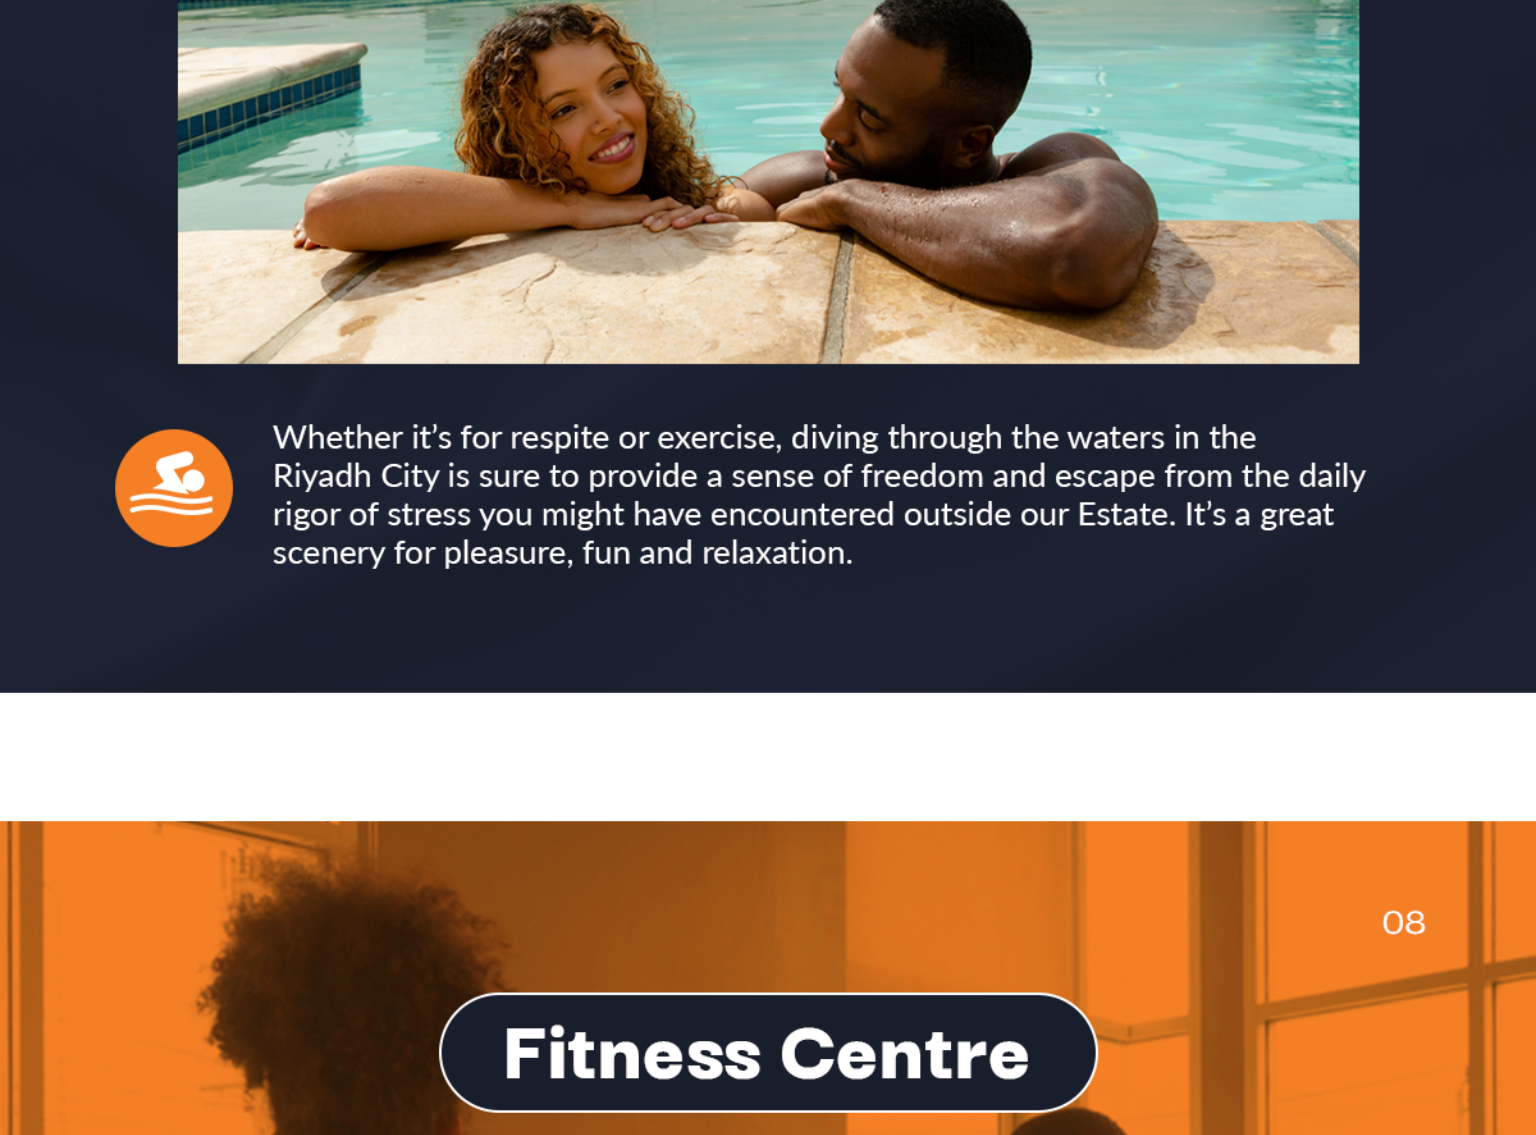 Whether it’s for respite or exercise, diving through the waters in the
Riyadh City is sure to provide a sense of freedom and escape from the daily
rigor of stress you might have encountered outside our Estate. It’s a great
scenery for pleasure, fun and relaxation.
08
Fitness Centre